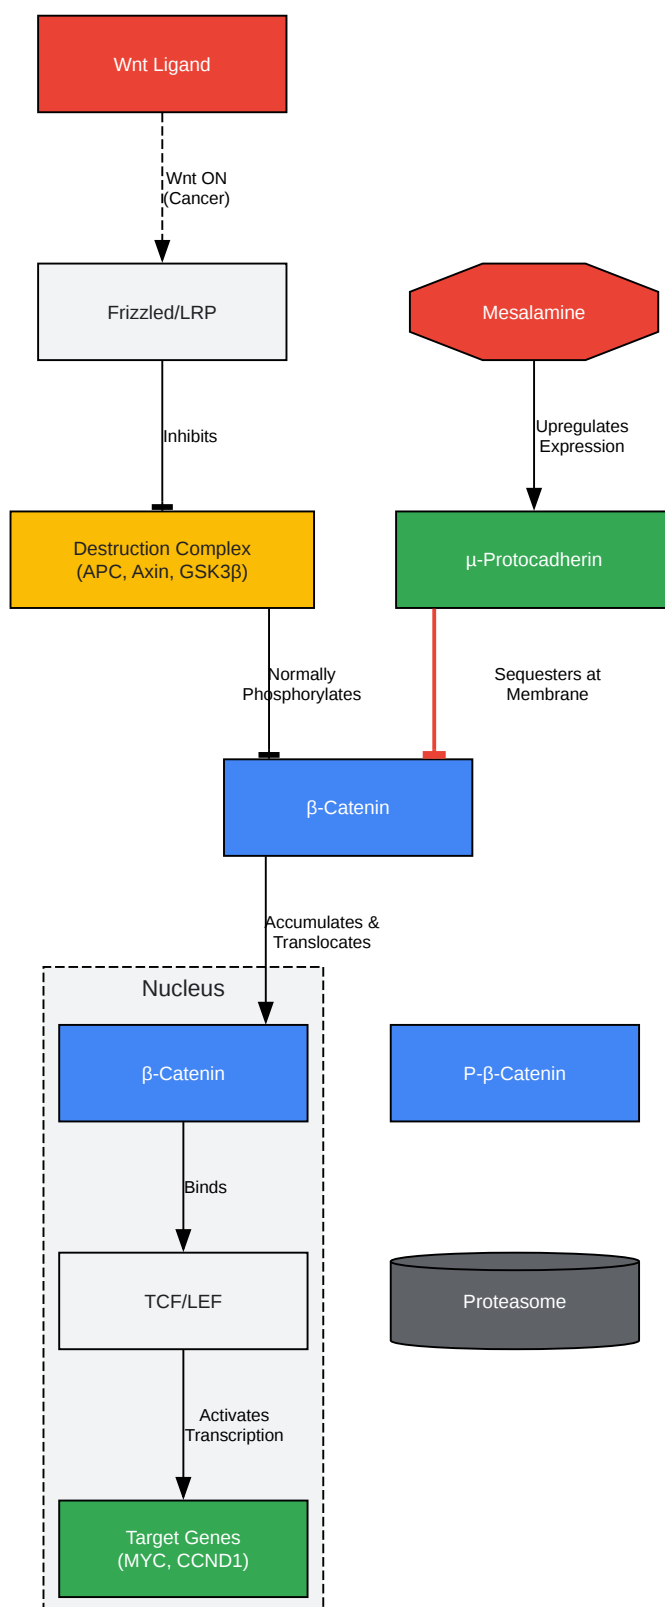 Wnt Ligand
Wnt ON
(Cancer)
Frizzled/LRP
Mesalamine
Inhibits
Upregulates
Expression
Destruction Complex
(APC, Axin, GSK3β)
µ-Protocadherin
Normally
Phosphorylates
Sequesters at
Membrane
β-Catenin
Accumulates &
Translocates
Nucleus
β-Catenin
P-β-Catenin
Binds
TCF/LEF
Proteasome
Activates
Transcription
Target Genes
(MYC, CCND1)